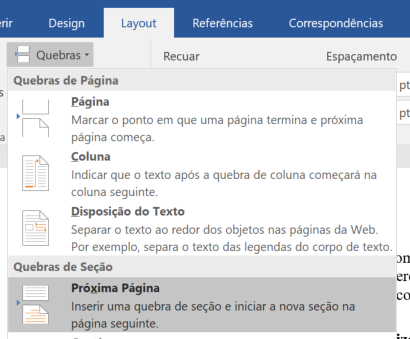 Design Layout Referências Correspondências
Quebras Recuar Espaçamento
Quebras de Página
Página
Marcar o ponto em que uma página termina e próxima
página começa.
Coluna
Indicar que o texto após a quebra de coluna começará na
coluna seguinte.
Disposição do Texto
Separar o texto ao redor dos objetos nas páginas da Web.
Por exemplo, separa o texto das legendas do corpo de texto.
Quebras de Seção
Próxima Página
Inserir uma quebra de seção e iniciar a nova seção na
página seguinte.